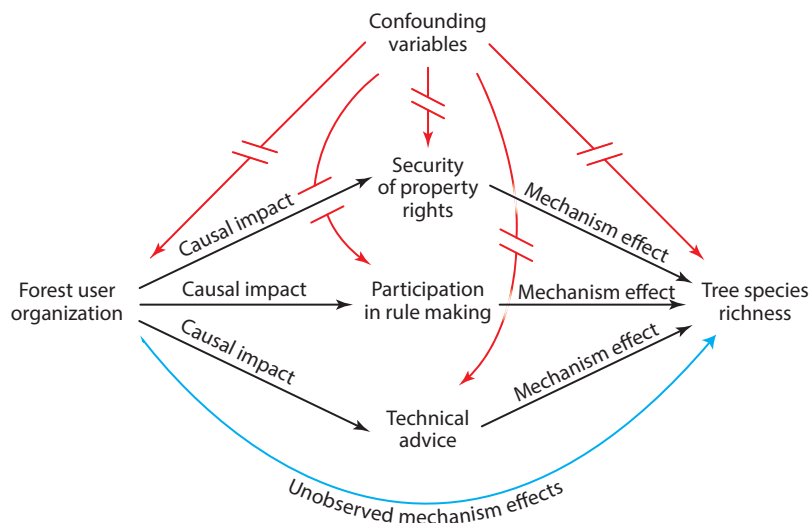 Confounding
variables
Security
of property
rights
Causal impact
Mechanism effect
Forest user
organization
Causal impact
Participation
in rule making
Mechanism effect
Tree species
richness
Causal impact
Mechanism effect
Technical
advice
Unobserved mechanism effects